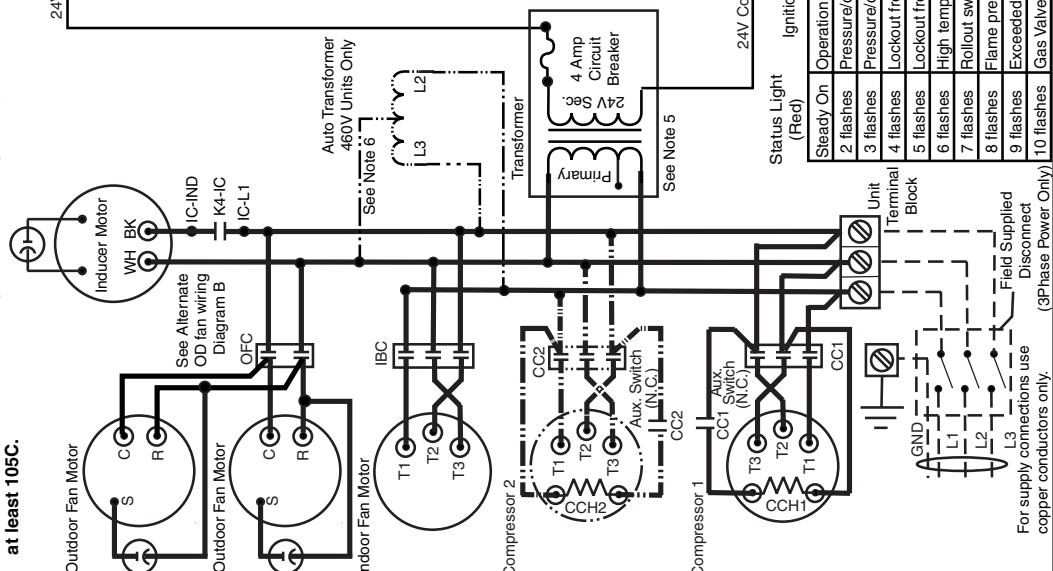 at least 105C.
24V
Outdoor Fan Motor
C
R
S
Outdoor Fan Motor
C
R
S
Indoor Fan Motor
T1
T2
T3
Compressor 2
T1
T2
T3
CCH2
Compressor 1
T3
T2
T1
CCH1
Inducer Motor
WH
BK
IC-IND
K4-IC
IC-L1
See Alternate
OD fan wiring
Diagram B
OFC
IBC
CC2
Aux. Switch
(N.C.)
CC2
CC1
Aux.
Switch
(N.C.)
CC1
Auto Transformer
460V Units Only
See Note 6
L3
L2
Transformer
4 Amp
Circuit
Breaker
24V Sec.
Primary
See Note 5
24V Co
Unit
Terminal
Block
Field Supplied
Disconnect
(3Phase Power Only)
GND
L1
L2
L3
For supply connections use
copper conductors only.
Ignitio
Status Light
(Red)
Steady On Operation
2 flashes Pressure/d
3 flashes Pressure/d
4 flashes Lockout fro
5 flashes Lockout fro
6 flashes High temp
7 flashes Rollout sw
8 flashes Flame pre
9 flashes Exceeded
10 flashes Gas Valve